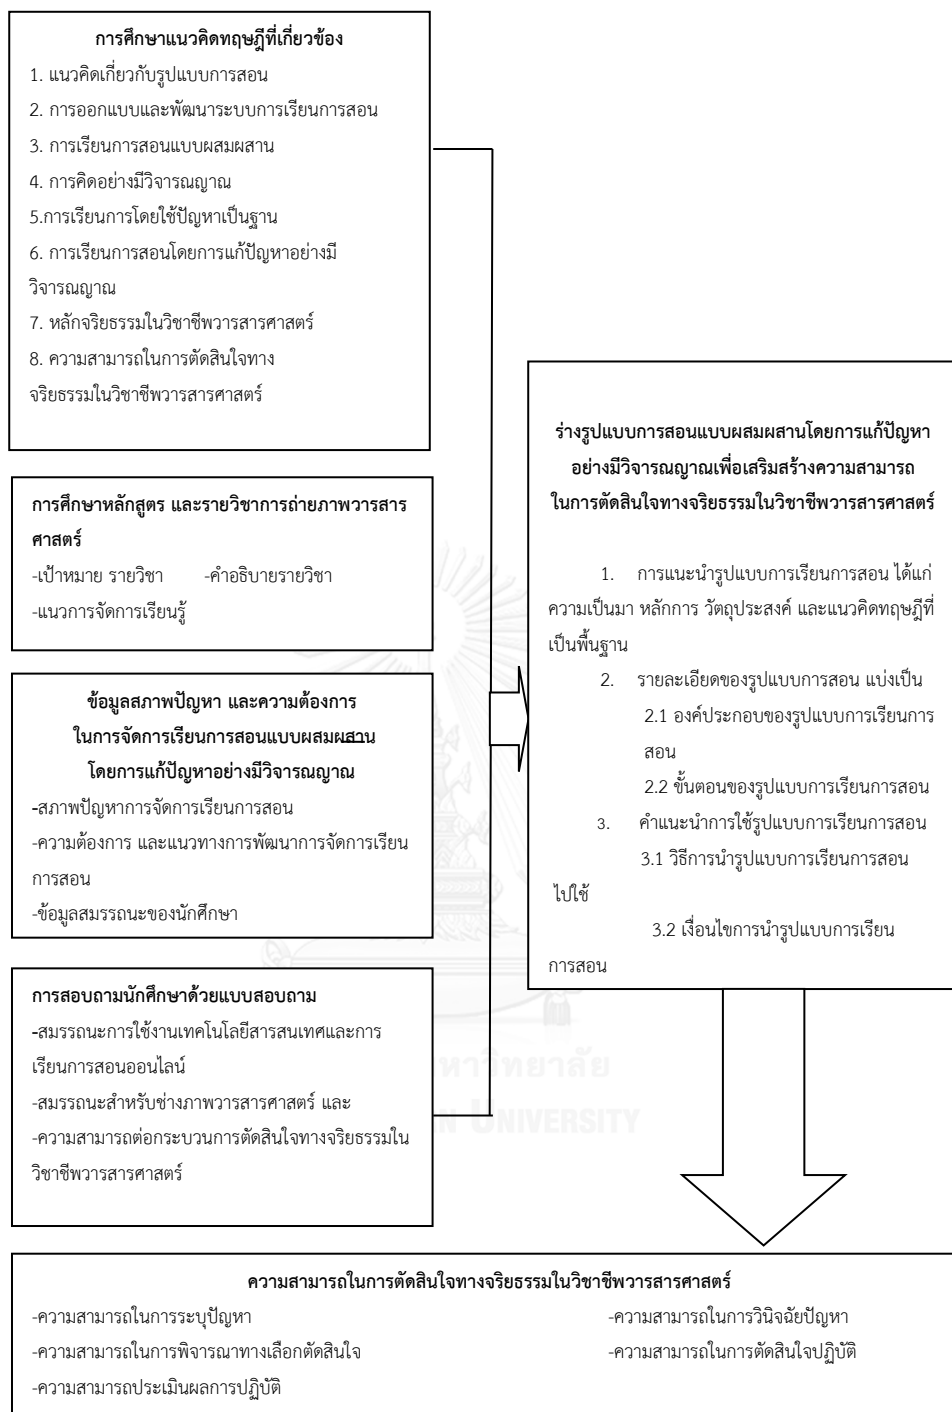 การศึกษาแนวคิดทฤษฎีที่เกี่ยวข้อง
1. แนวคิดเกี่ยวกับรูปแบบการสอน
2. การออกแบบและพัฒนาระบบการเรียนการสอน
3. การเรียนการสอนแบบผสมผสาน
4. การคิดอย่างมีวิจารณญาณ
5.การเรียนการโดยใช้ปัญหาเป็นฐาน
6. การเรียนการสอนโดยการแก้ปัญหาอย่างมี
วิจารณญาณ
7. หลักจริยธรรมในวิชาชีพวารสารศาสตร์
8. ความสามารถในการตัดสินใจทาง
จริยธรรมในวิชาชีพวารสารศาสตร์
การศึกษาหลักสูตร และรายวิชาการถ่ายภาพวารสาร
ศาสตร์
-เป้าหมาย รายวิชา -คำอธิบายรายวิชา
-แนวการจัดการเรียนรู้
ข้อมูลสภาพปัญหา และความต้องการ
ในการจัดการเรียนการสอนแบบผสมผสาน
โดยการแก้ปัญหาอย่างมีวิจารณญาณ
-สภาพปัญหาการจัดการเรียนการสอน
-ความต้องการ และแนวทางการพัฒนาการจัดการเรียน
การสอน
-ข้อมูลสมรรถนะของนักศึกษา
การสอบถามนักศึกษาด้วยแบบสอบถาม
-สมรรถนะการใช้งานเทคโนโลยีสารสนเทศและการ
เรียนการสอนออนไลน์
-สมรรถนะสำหรับช่างภาพวารสารศาสตร์ และ
-ความสามารถต่อกระบวนการตัดสินใจทางจริยธรรมใน
วิชาชีพวารสารศาสตร์
ร่างรูปแบบการสอนแบบผสมผสานโดยการแก้ปัญหา
อย่างมีวิจารณญาณเพื่อเสริมสร้างความสามารถ
ในการตัดสินใจทางจริยธรรมในวิชาชีพวารสารศาสตร์
1. การแนะนำรูปแบบการเรียนการสอน ได้แก่
ความเป็นมา หลักการ วัตถุประสงค์ และแนวคิดทฤษฎีที่
เป็นพื้นฐาน
2. รายละเอียดของรูปแบบการสอน แบ่งเป็น
2.1 องค์ประกอบของรูปแบบการเรียนการ
สอน
2.2 ขั้นตอนของรูปแบบการเรียนการสอน
3. คำแนะนำการใช้รูปแบบการเรียนการสอน
3.1 วิธีการนำรูปแบบการเรียนการสอน
ไปใช้
3.2 เงื่อนไขการนำรูปแบบการเรียน
การสอน
หาวิทยาลัย
UNIVERSITY
ความสามารถในการตัดสินใจทางจริยธรรมในวิชาชีพวารสารศาสตร์
-ความสามารถในการระบุปัญหา -ความสามารถในการวินิจฉัยปัญหา
-ความสามารถในการพิจารณาทางเลือกตัดสินใจ -ความสามารถในการตัดสินใจปฏิบัติ
-ความสามารถประเมินผลการปฏิบัติ